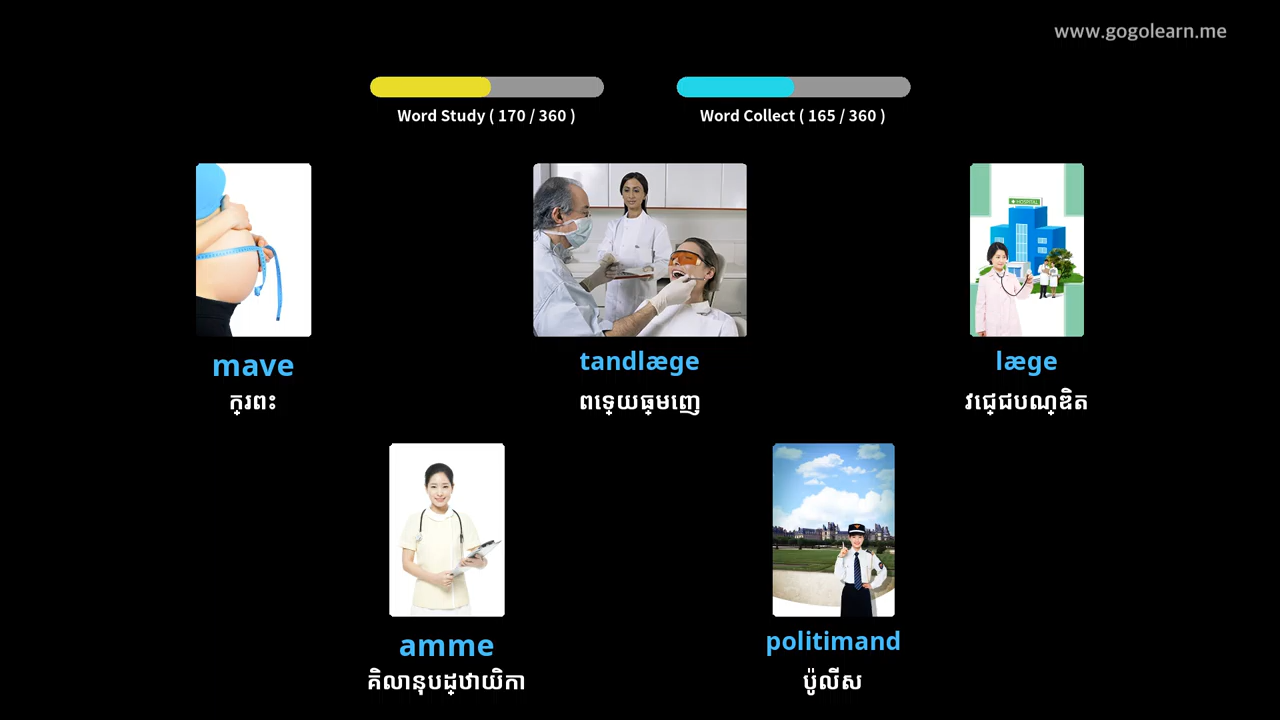 www.gogolearn.me
Word Study ( 170 / 360 )
Word Collect ( 165 / 360 )
HOSPITAL
mave
tandlæge
læge
ក្រពះ
ពេទ្យធ្មេញ
វេជ្ជបណ្ឌិត
amme
politimand
គិលានុបដ្ឋាយិកា
ប៉ូលីស